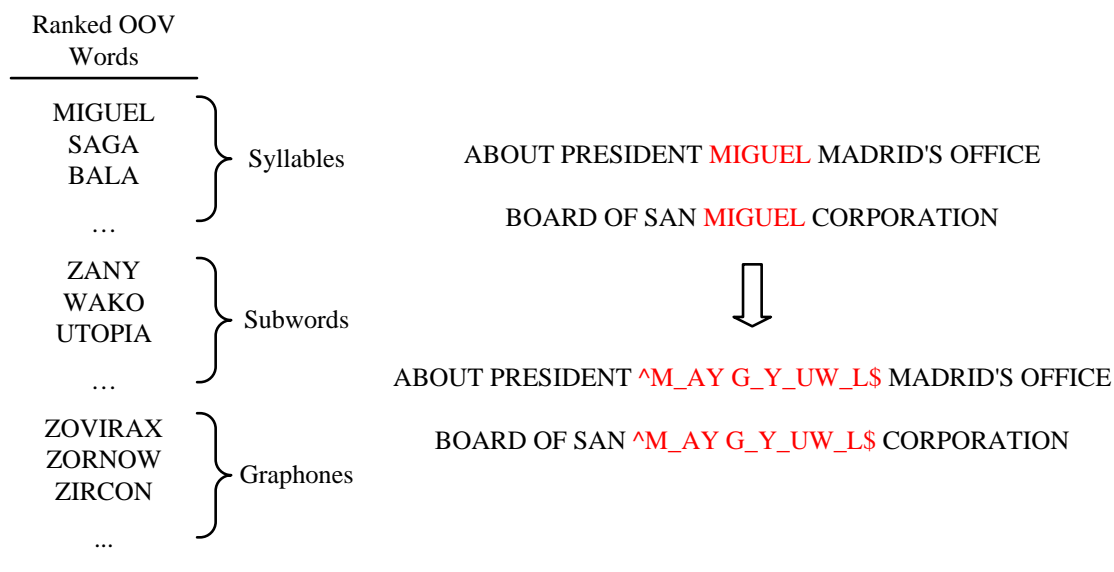 Ranked OOV
Words
MIGUEL
SAGA
BALA
…
Syllables
ZANY
WAKO
UTOPIA
…
Subwords
ZOVIRAX
ZORNOW
ZIRCON
...
Graphones
ABOUT PRESIDENT MIGUEL MADRID'S OFFICE
BOARD OF SAN MIGUEL CORPORATION
ABOUT PRESIDENT ^M_AY G_Y_UW_L$ MADRID'S OFFICE
BOARD OF SAN ^M_AY G_Y_UW_L$ CORPORATION